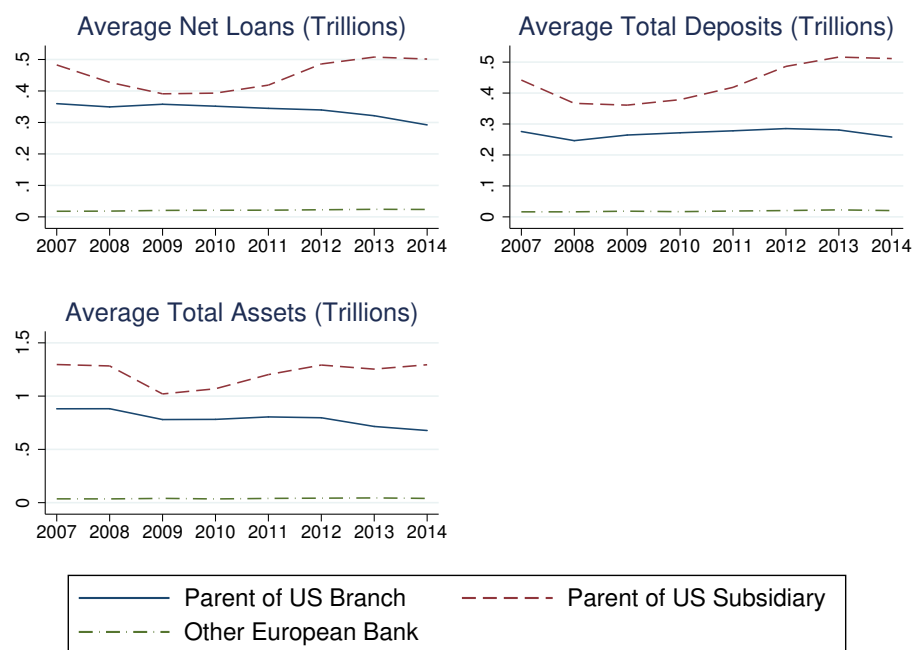 Average Net Loans (Trillions)
.5
.4
.3
.2
.1
0
2007 2008 2009 2010 2011 2012 2013 2014
Average Total Deposits (Trillions)
.5
.4
.3
.2
.1
0
2007 2008 2009 2010 2011 2012 2013 2014
Average Total Assets (Trillions)
1.5
1
.5
0
2007 2008 2009 2010 2011 2012 2013 2014
Parent of US Branch Parent of US Subsidiary
Other European Bank